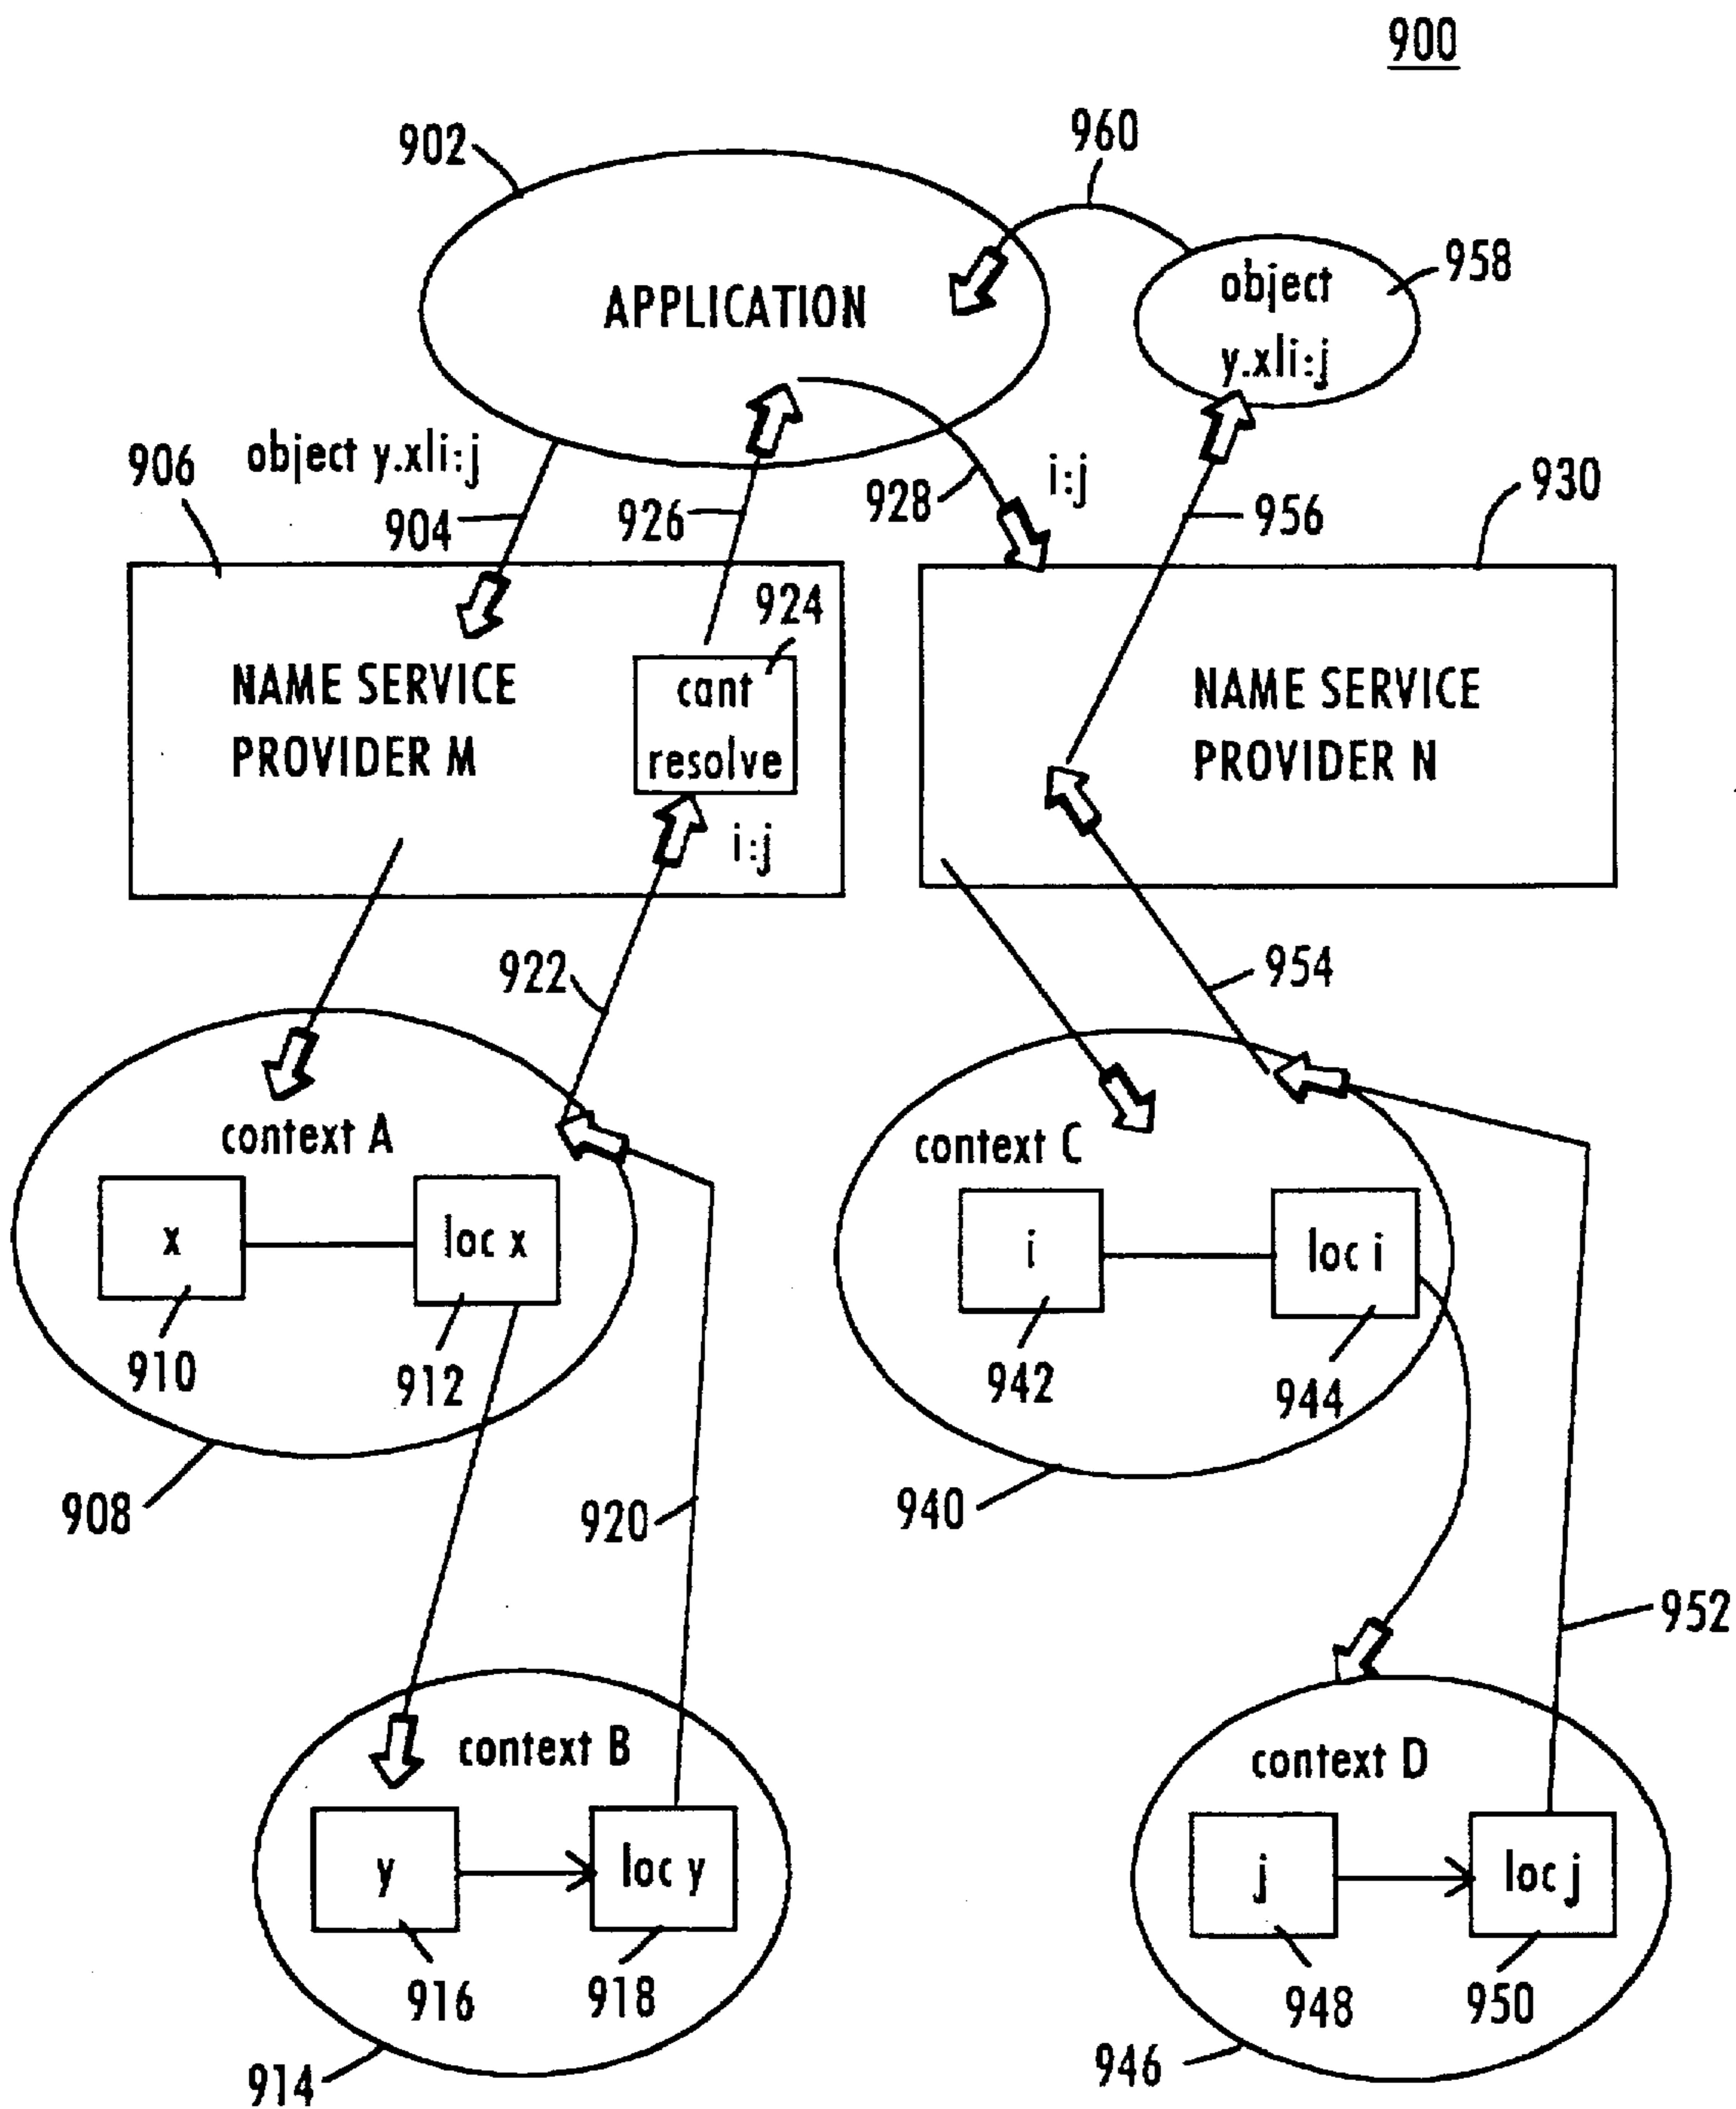 900
902
960
958
APPLICATION
object
y.xli:j
906
object y.xli:j
904
926
928
i:j
956
930
924
NAME SERVICE
PROVIDER M
cant
resolve
NAME SERVICE
PROVIDER N
i:j
922
954
context A
context C
x
loc x
i
loc i
910
912
942
944
908
920
940
952
context B
context D
y
loc y
j
loc j
916
918
948
950
914
946